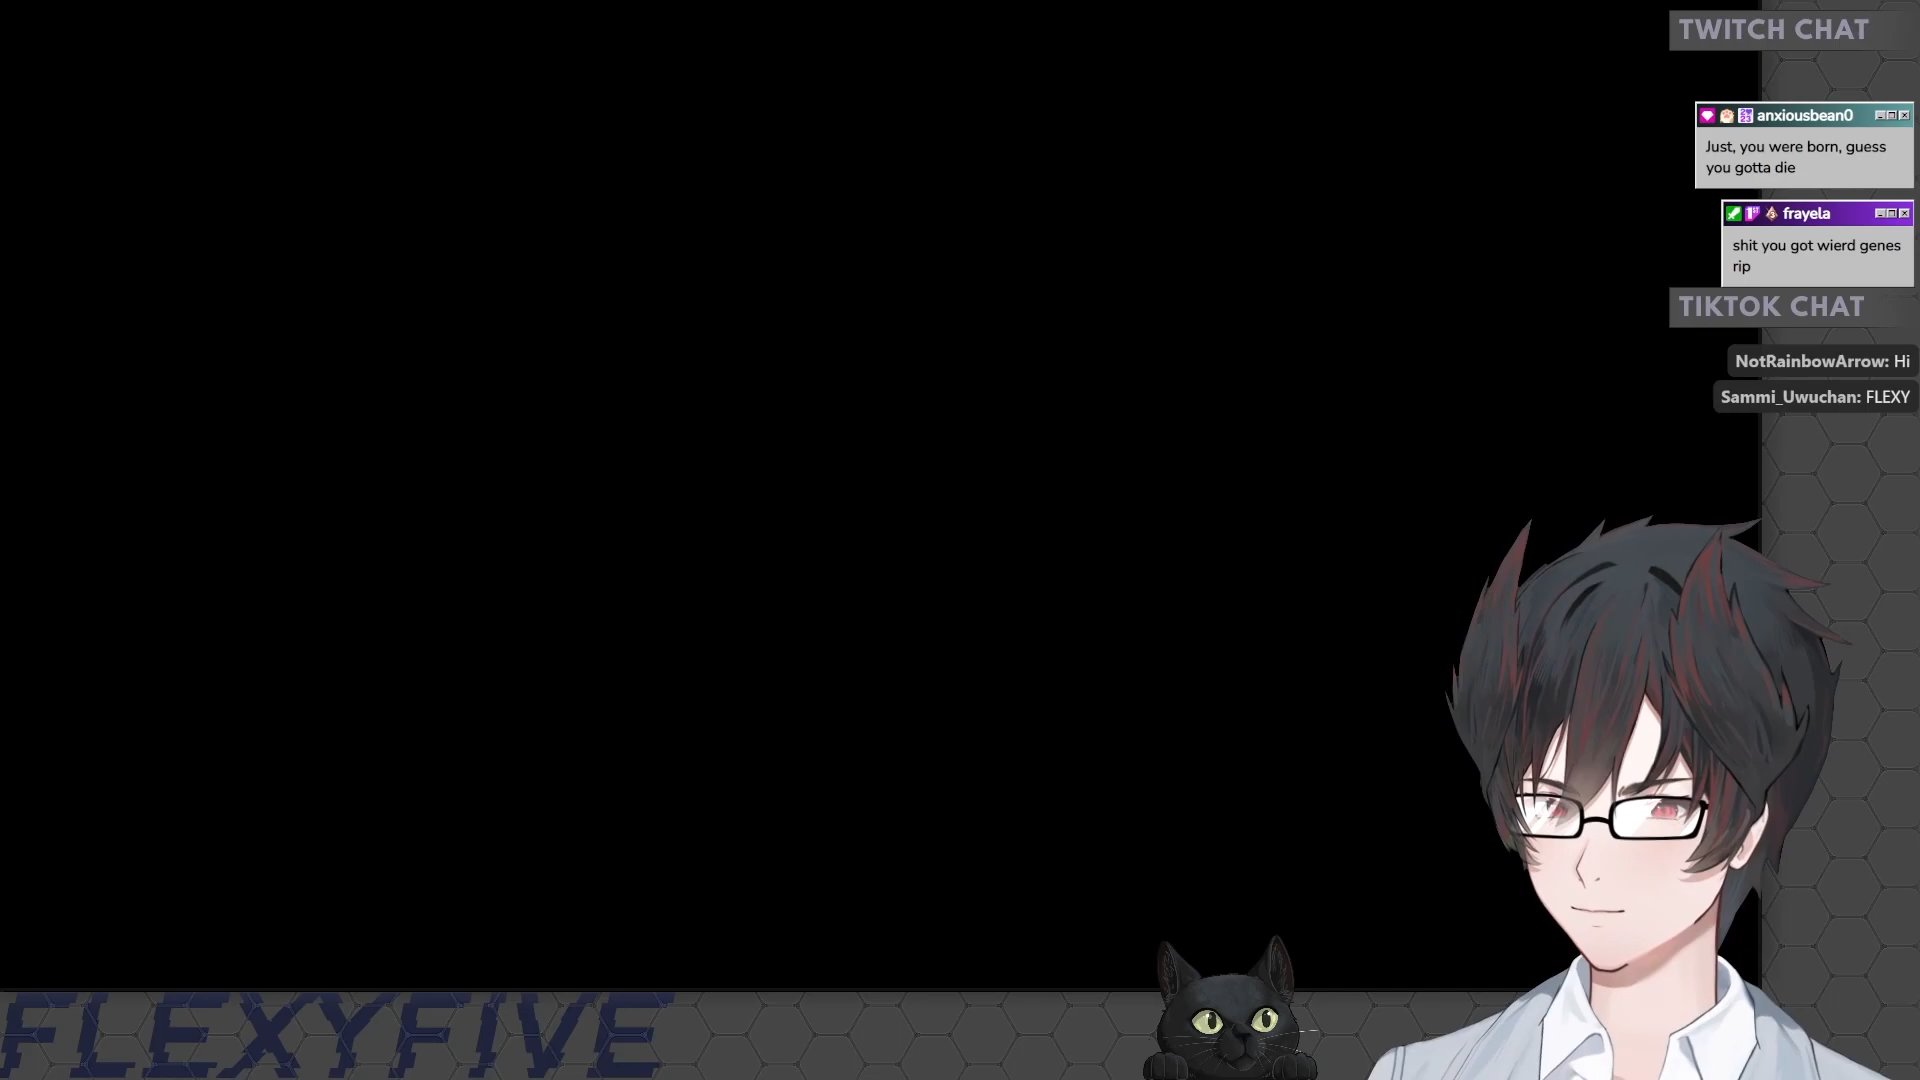 TWITCH CHAT
anxiousbean0
Just, you were born, guess
you gotta die
frayela
shit you got wierd genes
rip
TIKTOK CHAT
NotRainbowArrow: Hi
Sammi_Uwuchan: FLEXY
FLEXYFIVE